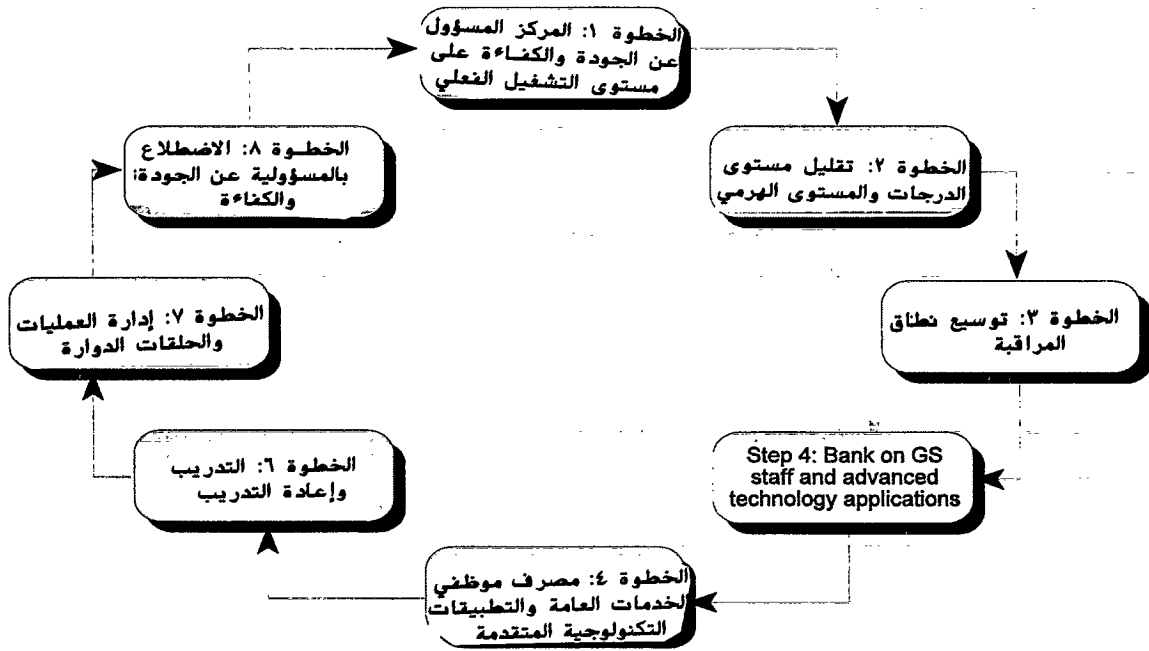 الخطوة ١: المركز المسؤول
عن الجودة والكفاءة على
مستوى التشغيل الفعلي
الخطوة ٢: تقليل مستوى
الدرجات والمستوى الهرمي
الخطوة ٣: توسيع نطاق
المراقبة
Step 4: Bank on GS
staff and advanced
technology applications
الخطوة ٤: مصرف موظفي
الخدمات العامة والتطبيقات
التكنولوجية المتقدمة
الخطوة ٦: التدريب
وإعادة التدريب
الخطوة ٧: إدارة العمليات
والحلقات الدوارة
الخطوة ٨: الاضطلاع
بالمسؤولية عن الجودة
والكفاءة